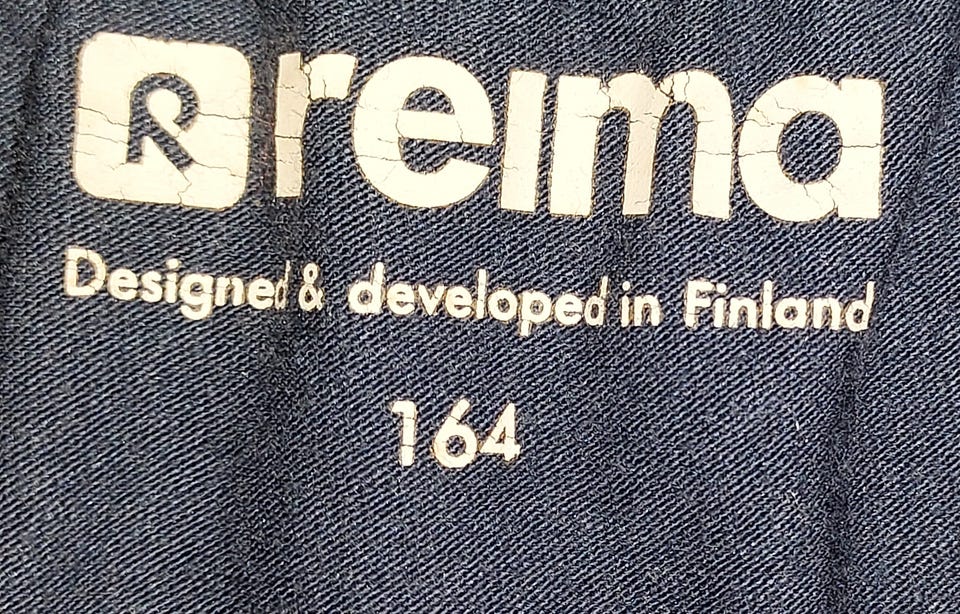 reima
Designed & developed in Finland
164